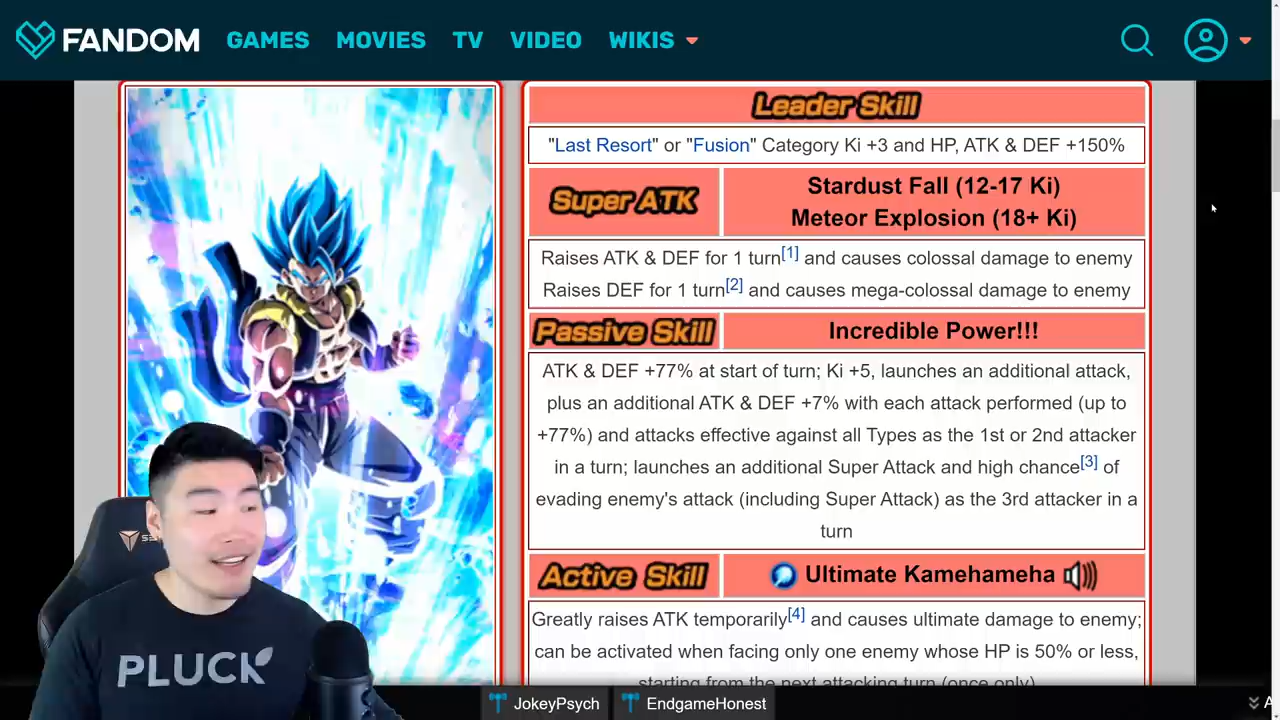 FANDOM GAMES MOVIES TV VIDEO WIKIS
Leader Skill
"Last Resort" or "Fusion" Category Ki +3 and HP, ATK & DEF +150%
Super ATK
Stardust Fall (12-17 Ki)
Meteor Explosion (18+ Ki)
Raises ATK & DEF for 1 turn[1] and causes colossal damage to enemy
Raises DEF for 1 turn[2] and causes mega-colossal damage to enemy
Passive Skill
Incredible Power!!!
ATK & DEF +77% at start of turn; Ki +5, launches an additional attack,
plus an additional ATK & DEF +7% with each attack performed (up to
+77%) and attacks effective against all Types as the 1st or 2nd attacker
in a turn; launches an additional Super Attack and high chance[3] of
evading enemy's attack (including Super Attack) as the 3rd attacker in a
turn
Active Skill
Ultimate Kamehameha
Greatly raises ATK temporarily[4] and causes ultimate damage to enemy;
can be activated when facing only one enemy whose HP is 50% or less,
starting from the next attacking turn (once only)
PLUCK
JokeyPsych
EndgameHonest